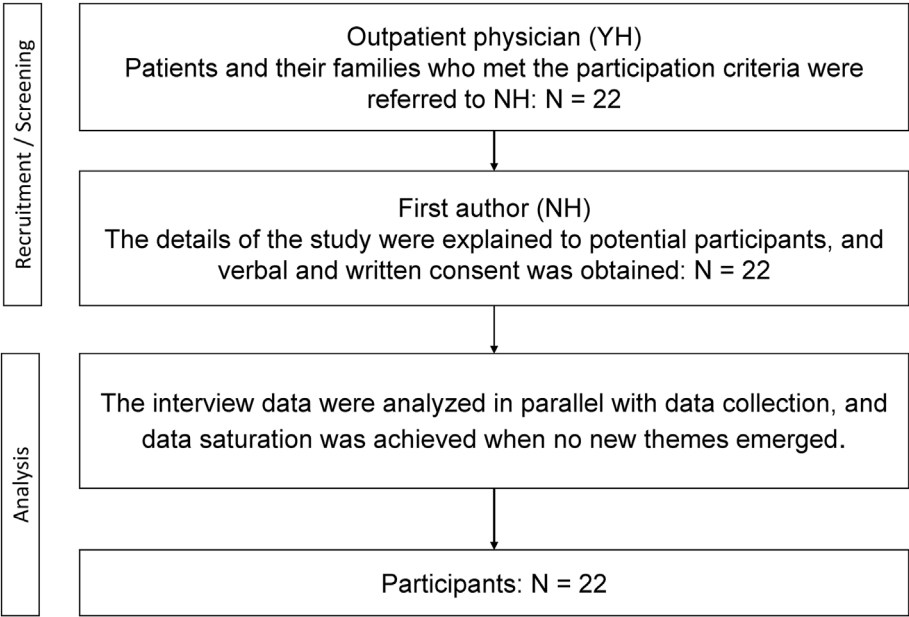 Recruitment / Screening
Outpatient physician (YH)
Patients and their families who met the participation criteria were
referred to NH: N = 22
First author (NH)
The details of the study were explained to potential participants, and
verbal and written consent was obtained: N = 22
Analysis
The interview data were analyzed in parallel with data collection, and
data saturation was achieved when no new themes emerged.
Participants: N = 22